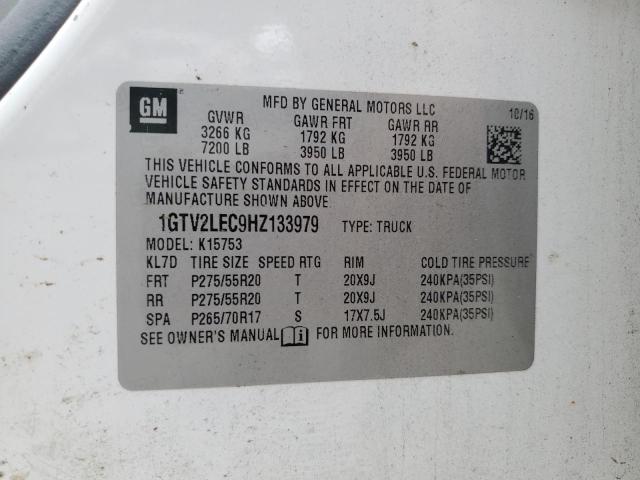 GM
MFD BY GENERAL MOTORS LLC
10/16
GVWR GAWR FRT GAWR RR
3266 KG 1792 KG 1792 KG
7200 LB 3950 LB 3950 LB
THIS VEHICLE CONFORMS TO ALL APPLICABLE U.S. FEDERAL MOTOR
VEHICLE SAFETY STANDARDS IN EFFECT ON THE DATE OF
MANUFACTURE SHOWN ABOVE.
1GTV2LEC9HZ133979 TYPE: TRUCK
MODEL: K15753
KL7D TIRE SIZE SPEED RTG RIM COLD TIRE PRESSURE
FRT P275/55R20 T 20X9J 240KPA(35PSI)
RR P275/55R20 T 20X9J 240KPA(35PSI)
SPA P265/70R17 S 17X7.5J 240KPA(35PSI)
SEE OWNER'S MANUAL i FOR MORE INFORMATION.